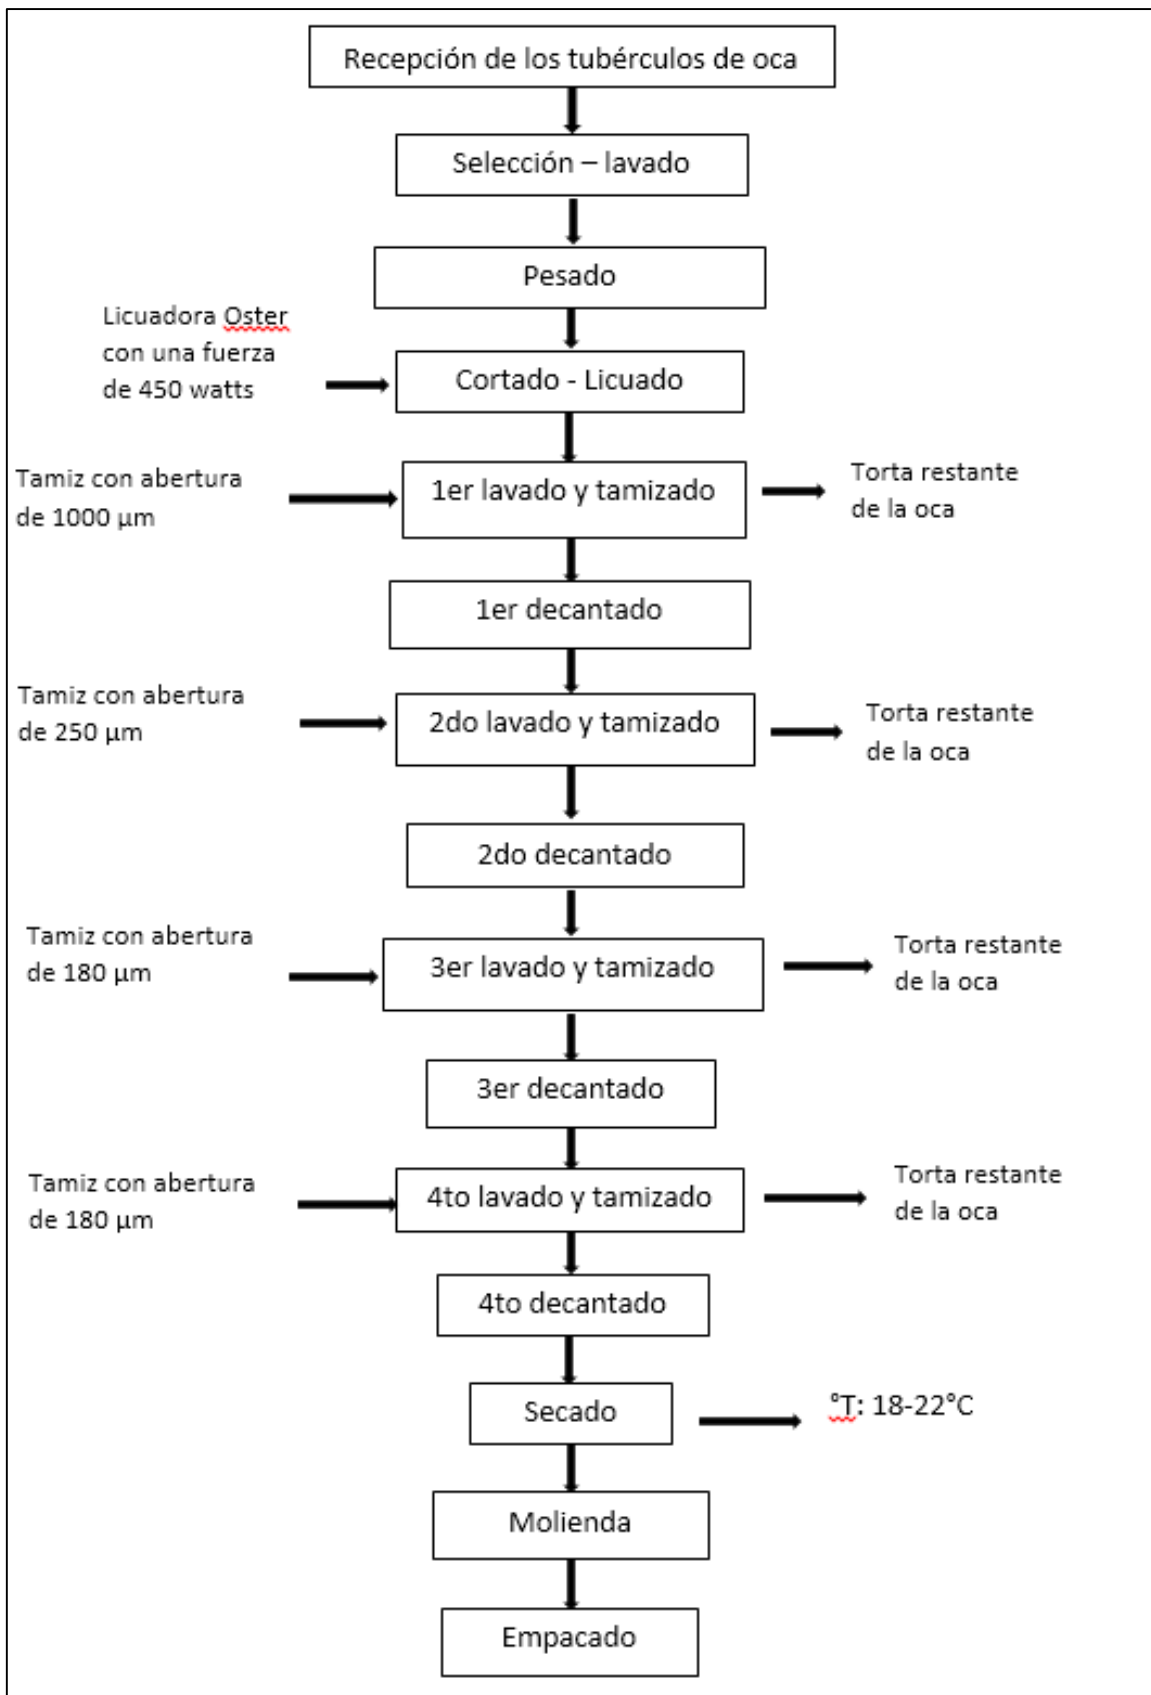 Recepción de los tubérculos de oca
Selección – lavado
Pesado
Licuadora Oster
con una fuerza
de 450 watts
Cortado - Licuado
Tamiz con abertura
de 1000 µm
1er lavado y tamizado
Torta restante
de la oca
1er decantado
Tamiz con abertura
de 250 µm
2do lavado y tamizado
Torta restante
de la oca
2do decantado
Tamiz con abertura
de 180 µm
3er lavado y tamizado
Torta restante
de la oca
3er decantado
Tamiz con abertura
de 180 µm
4to lavado y tamizado
Torta restante
de la oca
4to decantado
Secado
°T: 18-22°C
Molienda
Empacado